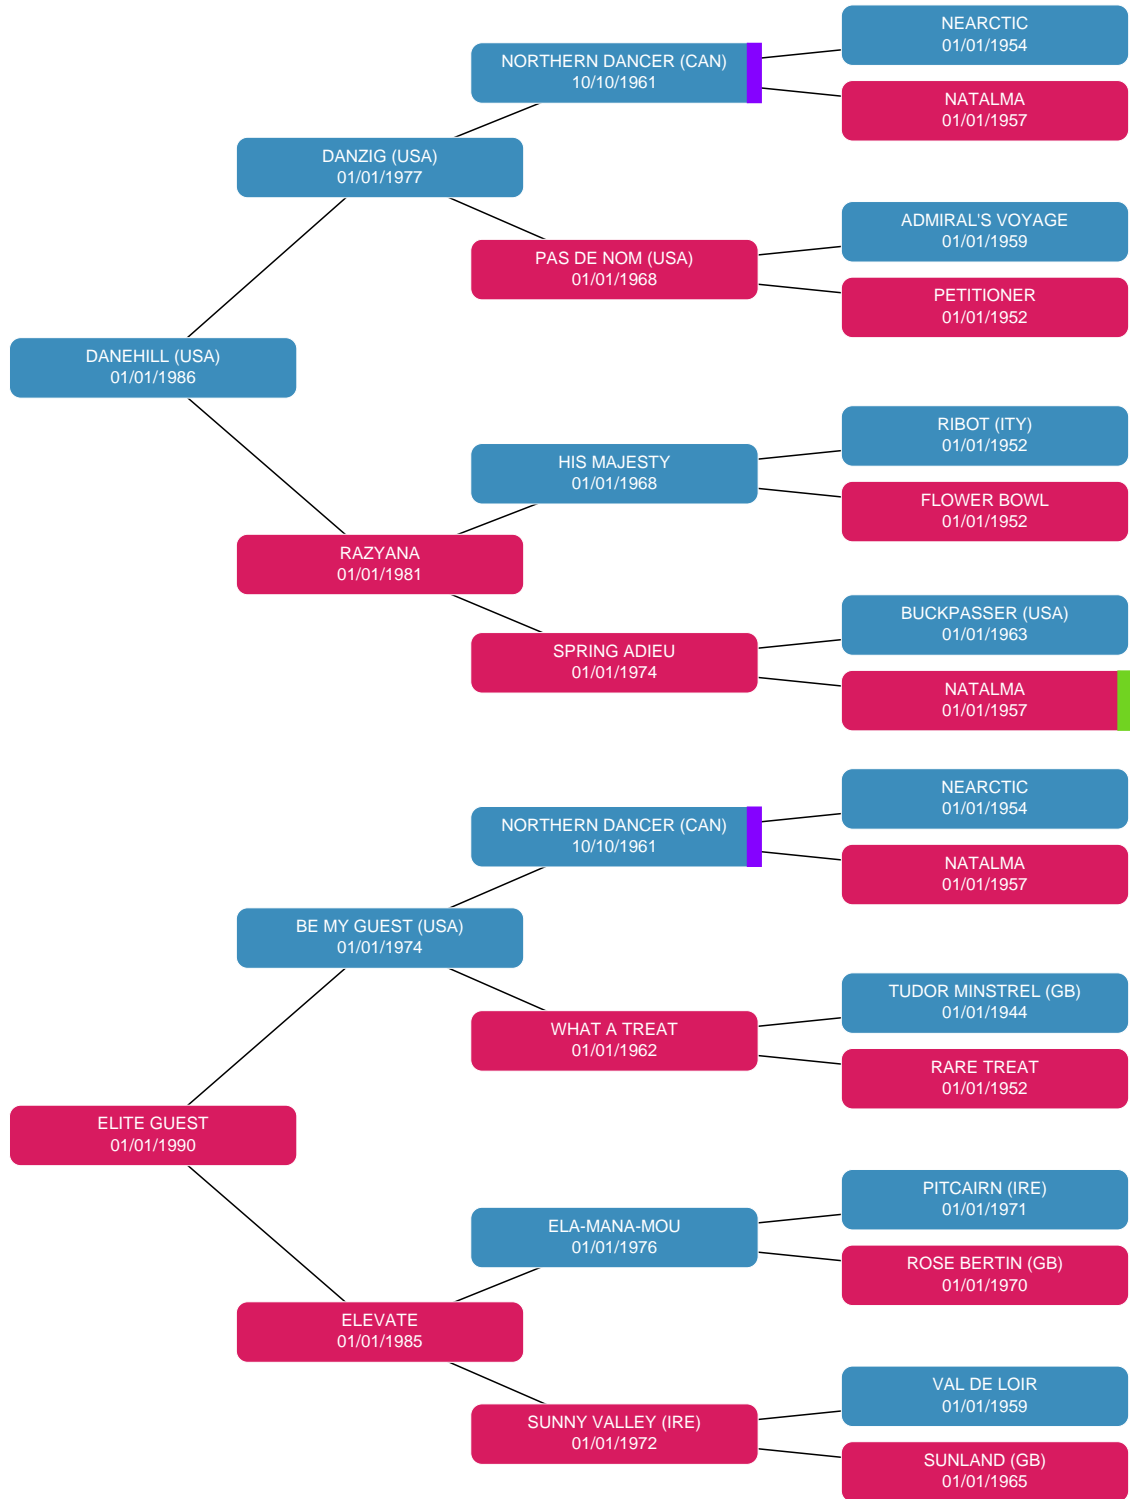 NEARCTIC
01/01/1954
NORTHERN DANCER (CAN)
10/10/1961
NATALMA
01/01/1957
DANZIG (USA)
01/01/1977
ADMIRAL'S VOYAGE
01/01/1959
PAS DE NOM (USA)
01/01/1968
PETITIONER
01/01/1952
DANEHILL (USA)
01/01/1986
RIBOT (ITY)
01/01/1952
HIS MAJESTY
01/01/1968
FLOWER BOWL
01/01/1952
RAZYANA
01/01/1981
BUCKPASSER (USA)
01/01/1963
SPRING ADIEU
01/01/1974
NATALMA
01/01/1957
NEARCTIC
01/01/1954
NORTHERN DANCER (CAN)
10/10/1961
NATALMA
01/01/1957
BE MY GUEST (USA)
01/01/1974
TUDOR MINSTREL (GB)
01/01/1944
WHAT A TREAT
01/01/1962
RARE TREAT
01/01/1952
ELITE GUEST
01/01/1990
PITCAIRN (IRE)
01/01/1971
ELA-MANA-MOU
01/01/1976
ROSE BERTIN (GB)
01/01/1970
ELEVATE
01/01/1985
VAL DE LOIR
01/01/1959
SUNNY VALLEY (IRE)
01/01/1972
SUNLAND (GB)
01/01/1965